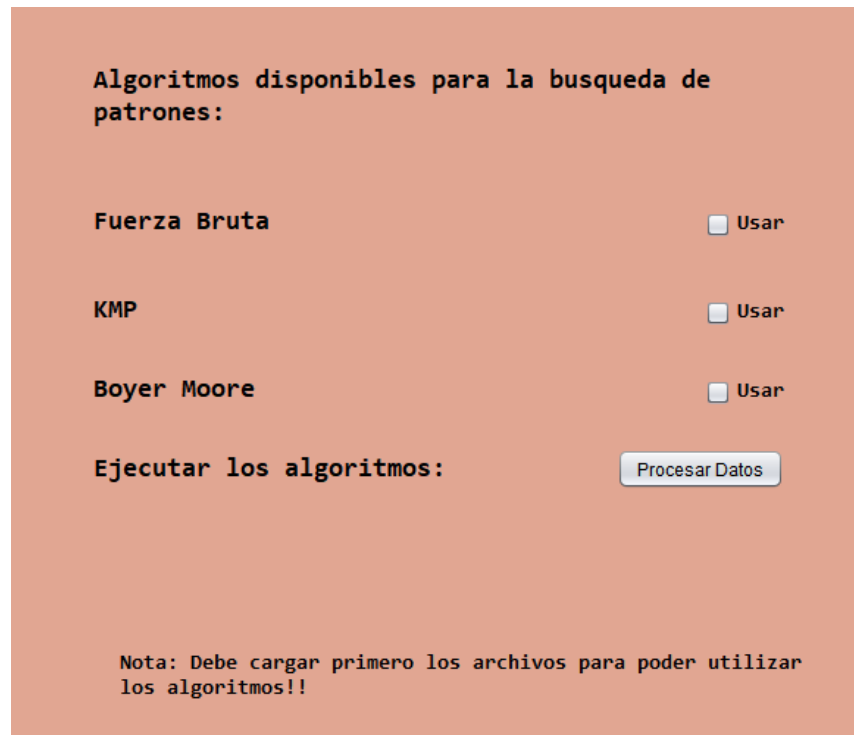 Algoritmos disponibles para la busqueda de
patrones:
Fuerza Bruta
Usar
KMP
Usar
Boyer Moore
Usar
Ejecutar los algoritmos:
Procesar Datos
Nota: Debe cargar primero los archivos para poder utilizar
los algoritmos!!